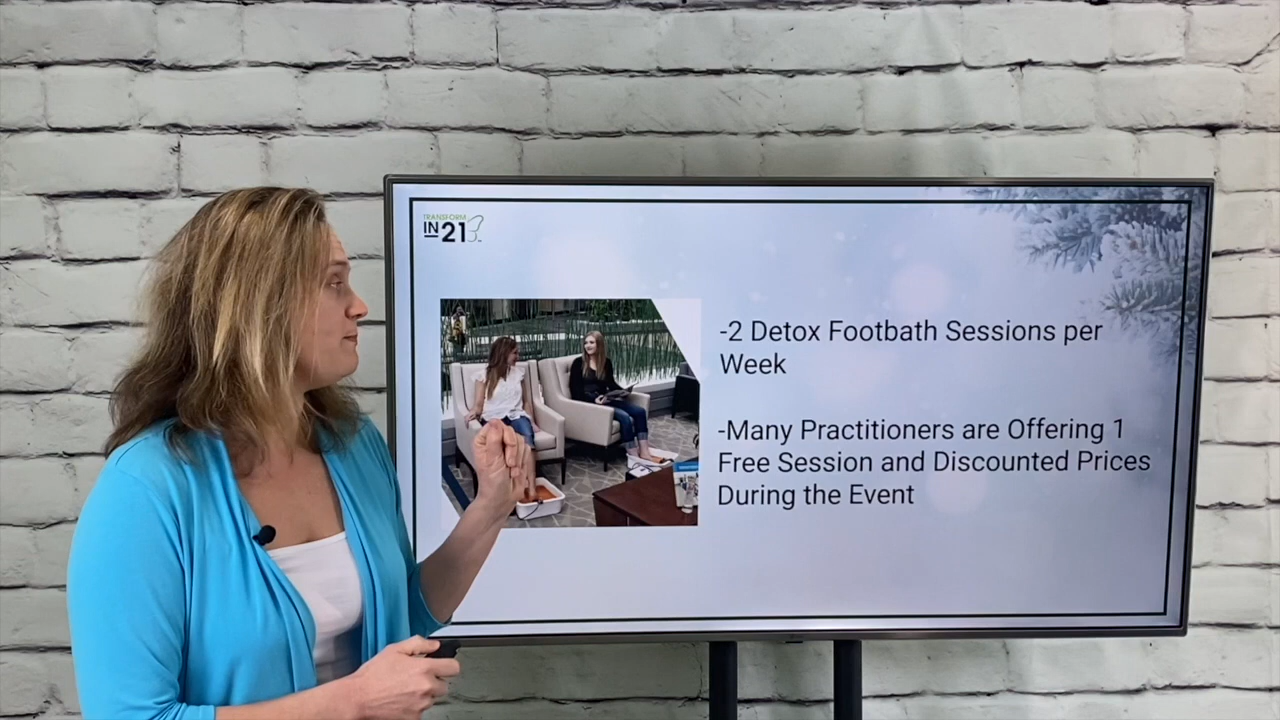 TRANSFORM
IN 21
-2 Detox Footbath Sessions per
Week
-Many Practitioners are Offering 1
Free Session and Discounted Prices
During the Event